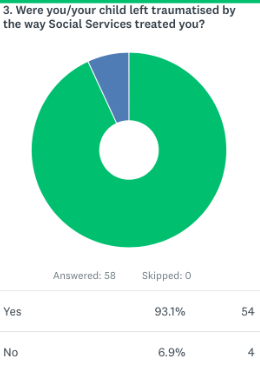 3. Were you/your child left traumatised by
the way Social Services treated you?
Answered: 58 Skipped: 0
Yes 93.1% 54
No 6.9% 4